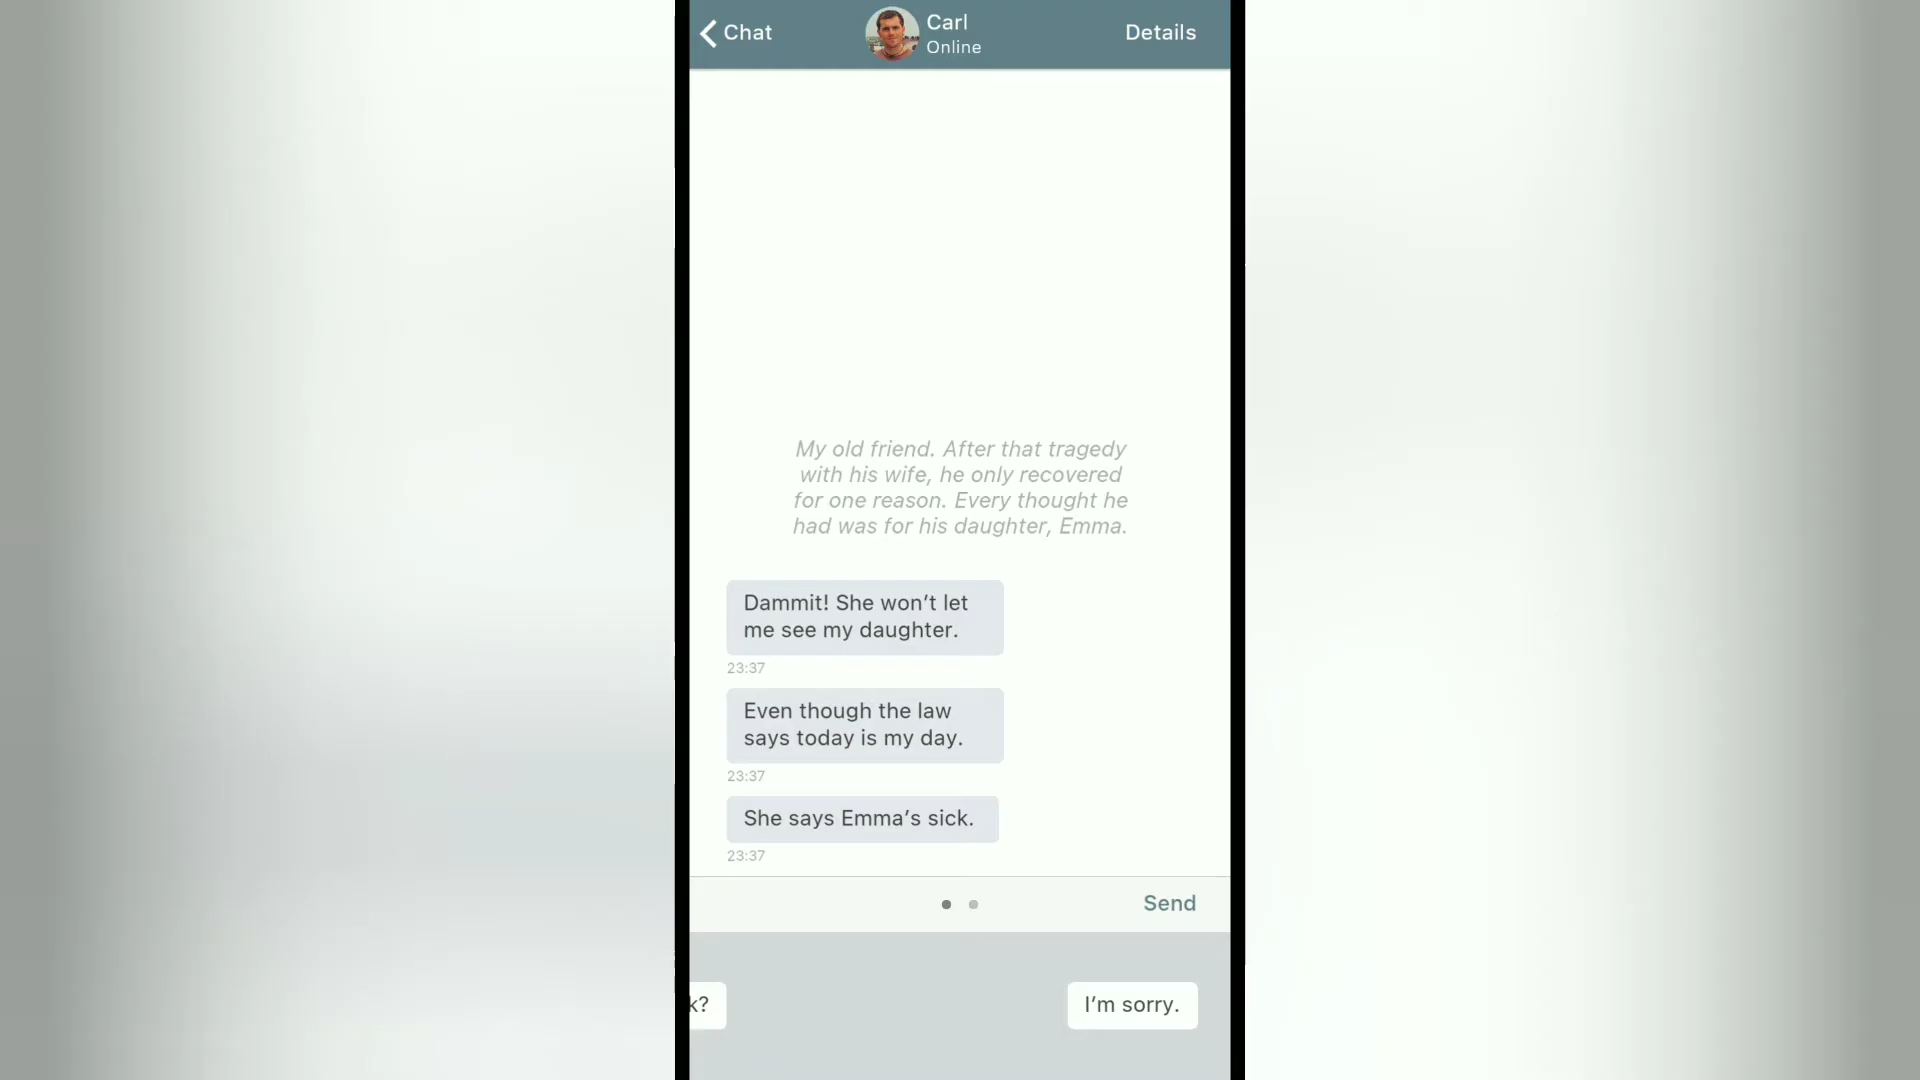 Chat
Carl
Online
Details
My old friend. After that tragedy
with his wife, he only recovered
for one reason. Every thought he
had was for his daughter, Emma.
Dammit! She won’t let
me see my daughter.
23:37
Even though the law
says today is my day.
23:37
She says Emma’s sick.
23:37
Send
k?
I’m sorry.